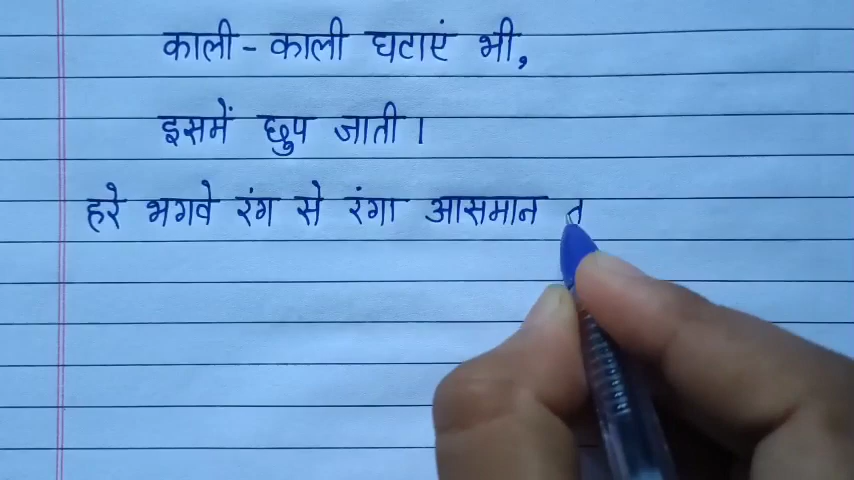 काली - काली घटाएं भी,
इसमें छुप जाती।
हरे भगवे रंग से रंगा आसमान